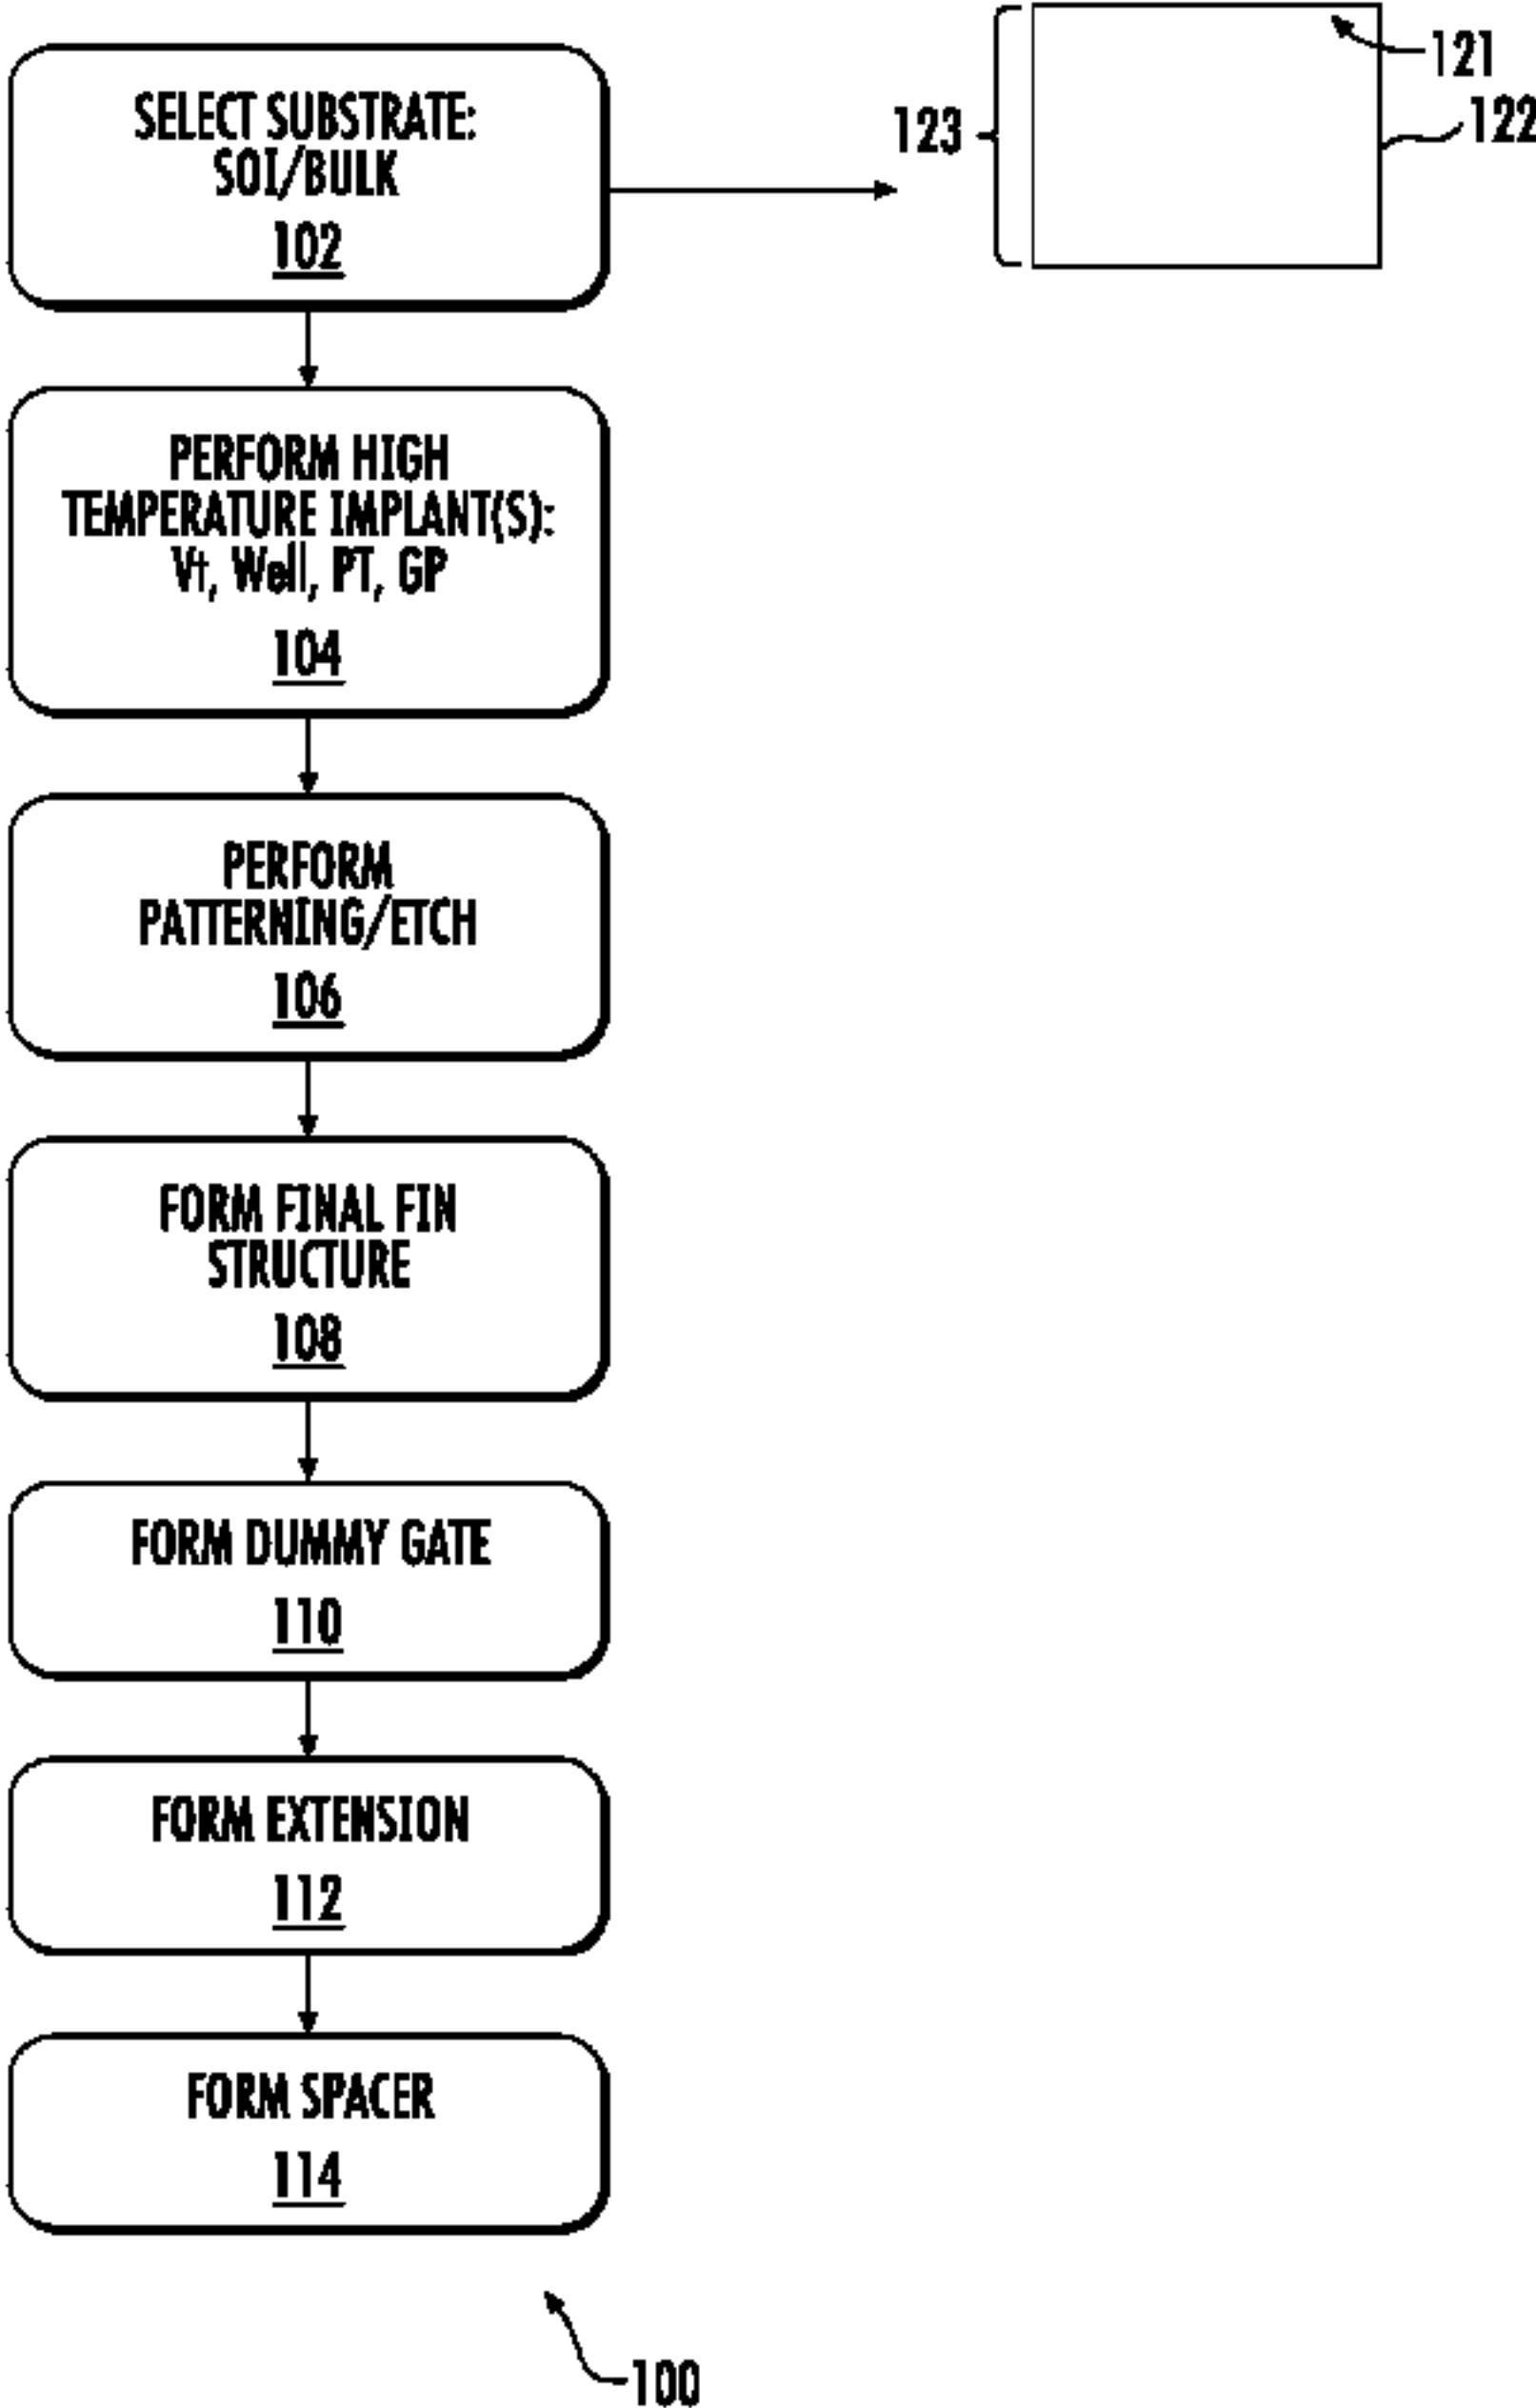 SELECT SUBSTRATE:
SOI/BULK
102
123
121
122
PERFORM HIGH
TEMPERATURE IMPLANT(S):
Vt, Well, PT, GP
104
PERFORM
PATTERNING/ETCH
106
FORM FINAL FIN
STRUCTURE
108
FORM DUMMY GATE
110
FORM EXTENSION
112
FORM SPACER
114
100